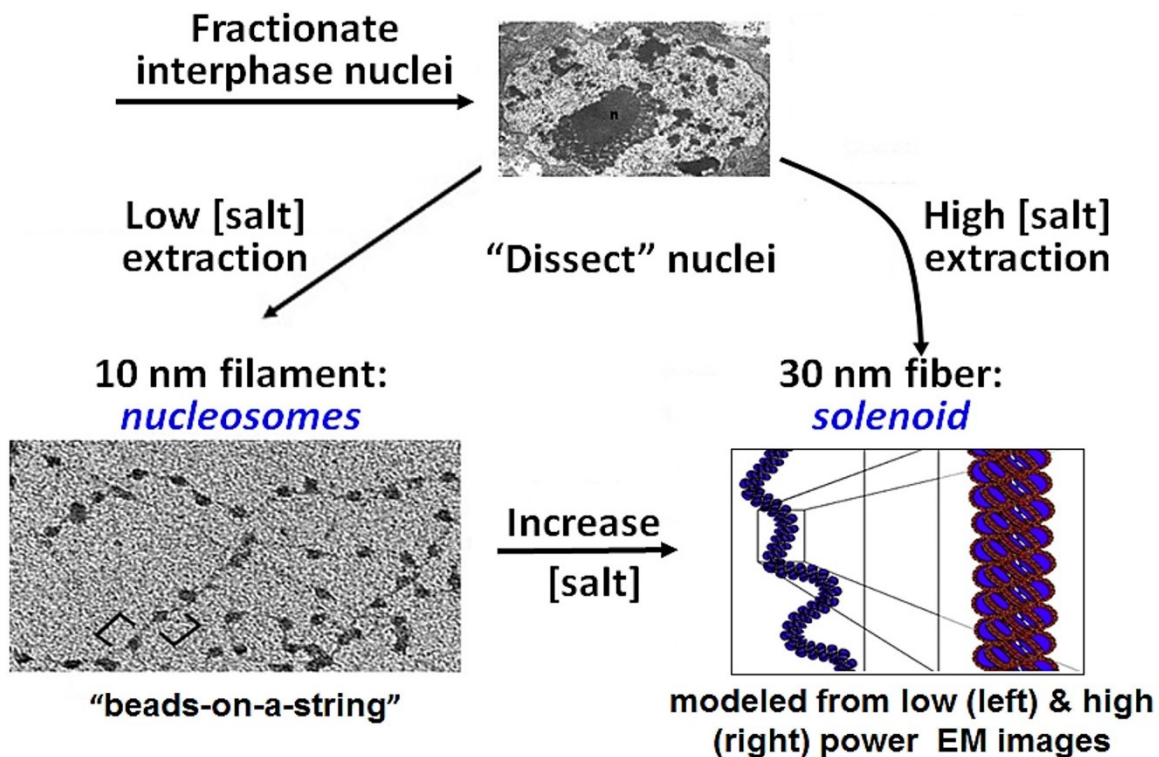 Fractionate
interphase nuclei
n
Low [salt]
extraction
“Dissect” nuclei
High [salt]
extraction
10 nm filament:
nucleosomes
30 nm fiber:
solenoid
Increase
[salt]
“beads-on-a-string”
modeled from low (left) & high
(right) power EM images